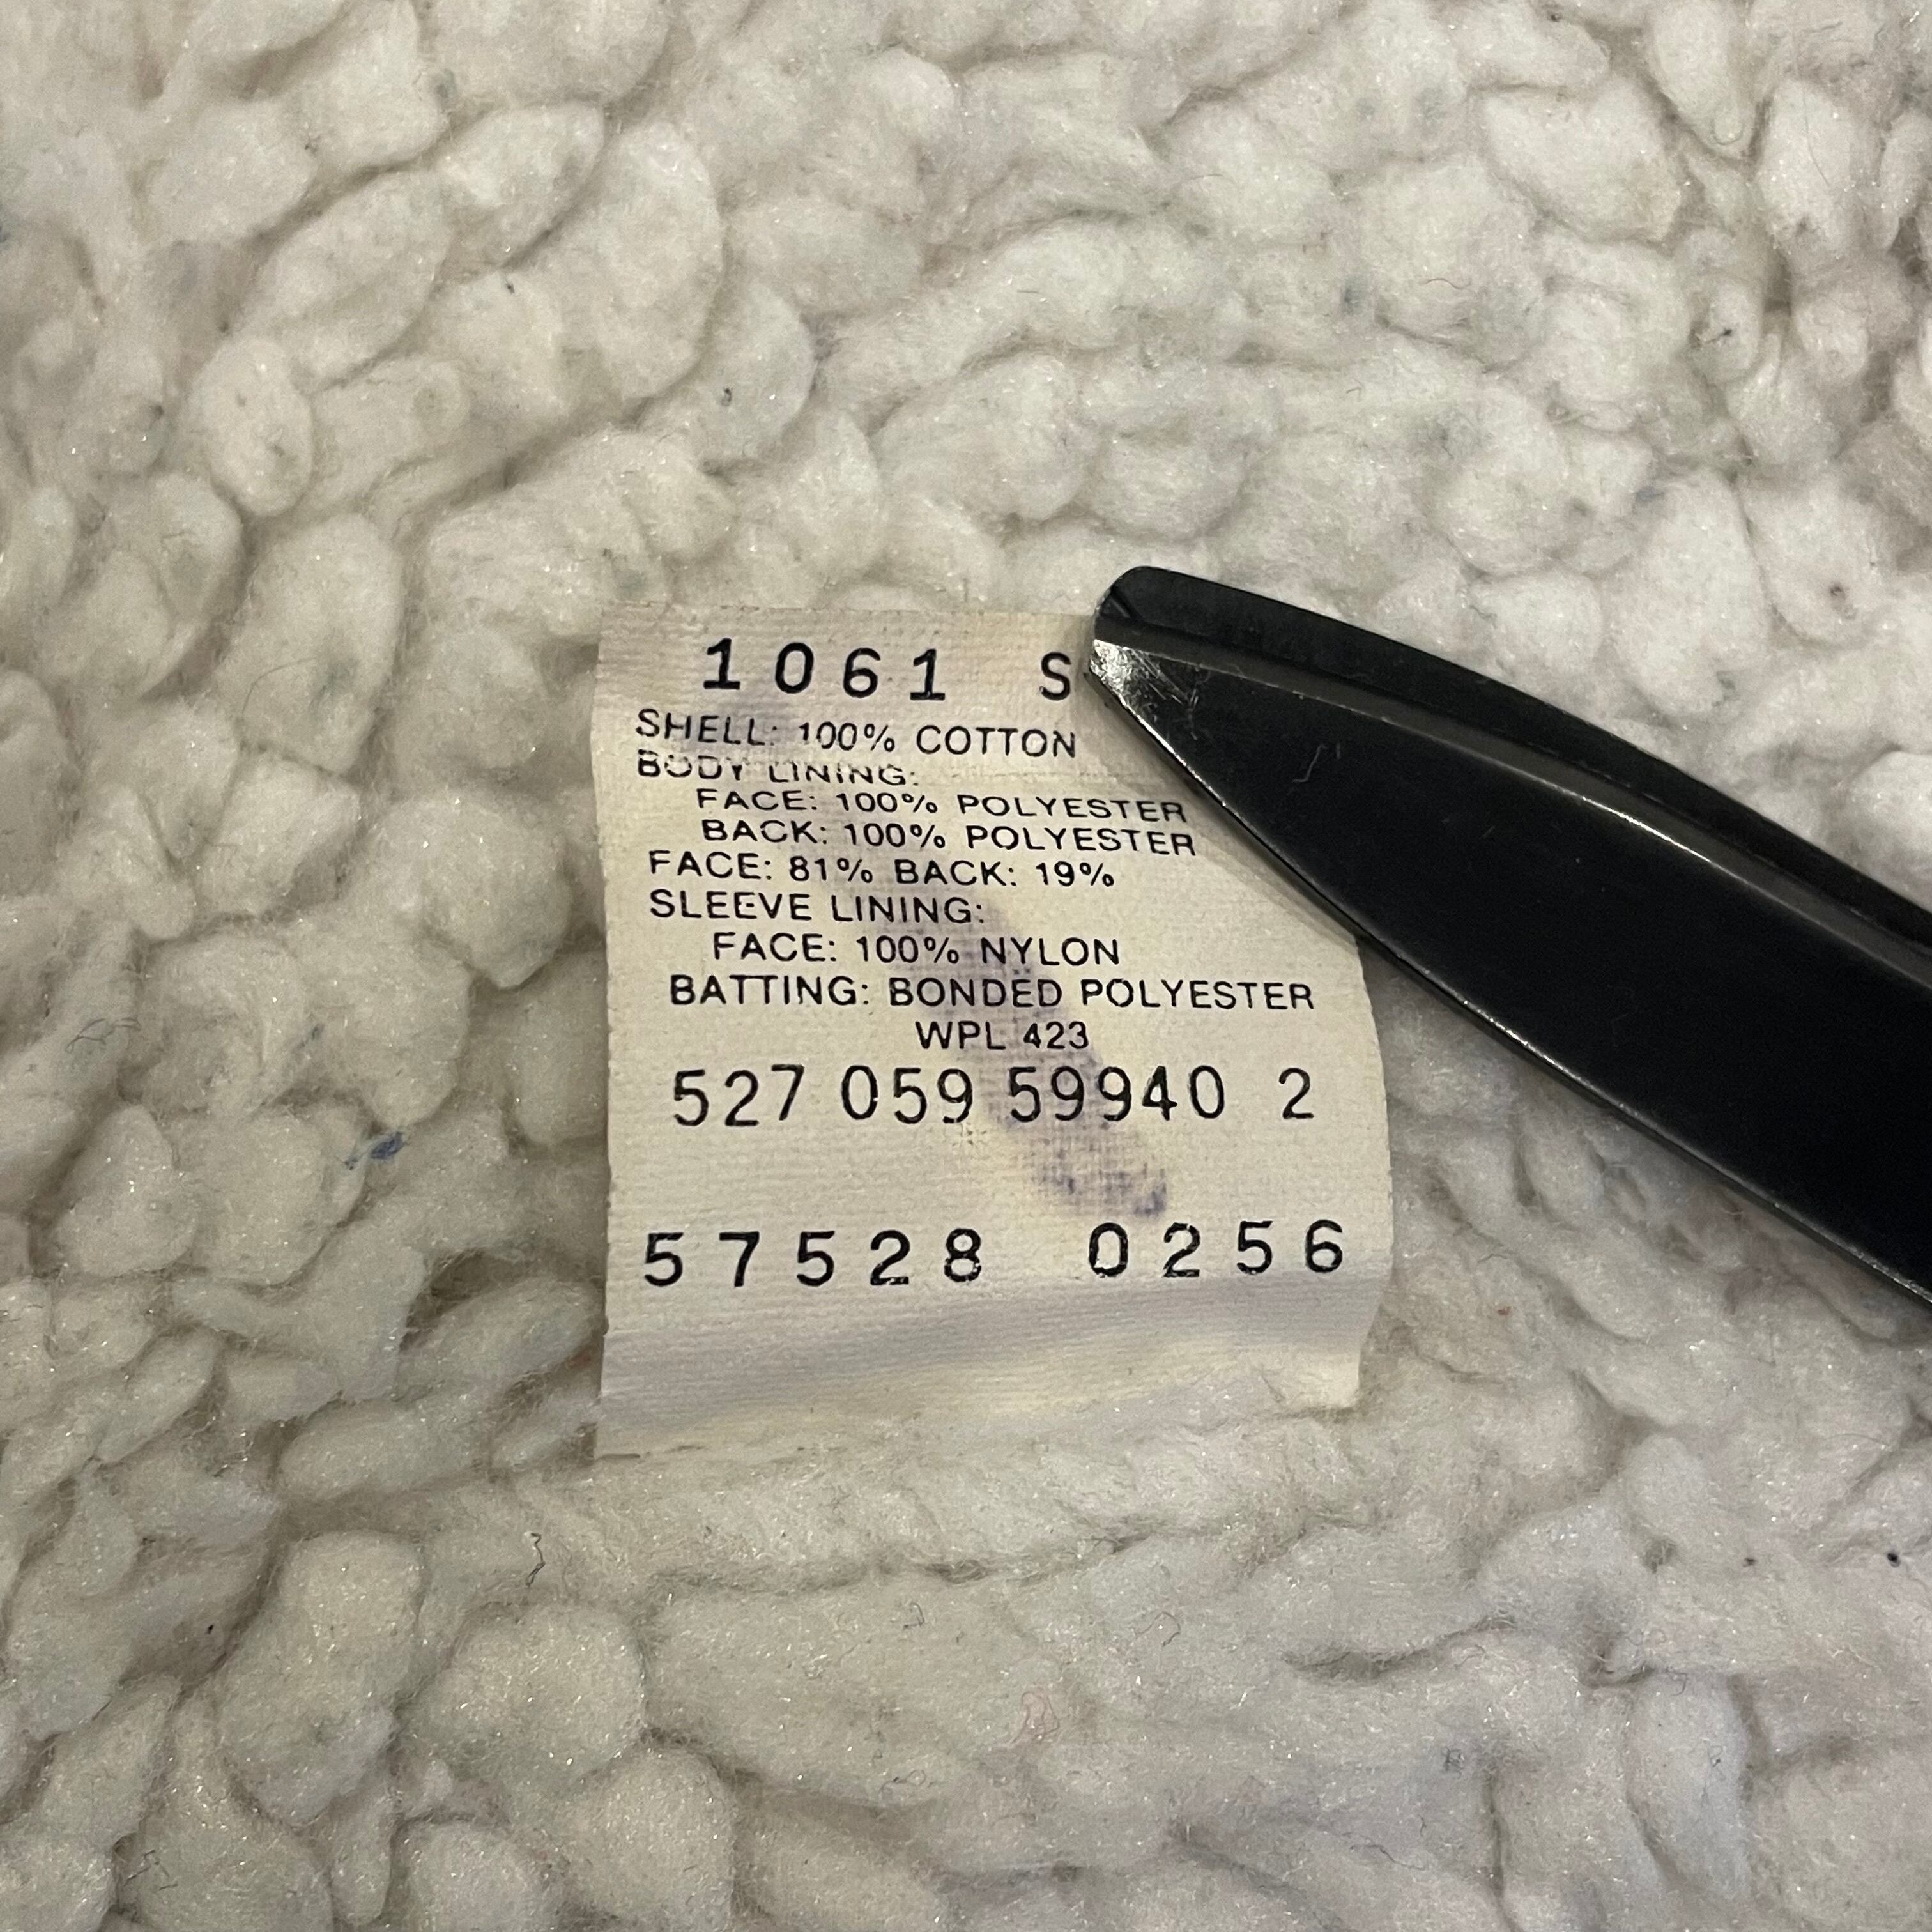 1061 S
SHELL: 100% COTTON
BODY LINING:
FACE: 100% POLYESTER
BACK: 100% POLYESTER
FACE: 81% BACK: 19%
SLEEVE LINING:
FACE: 100% NYLON
BATTING: BONDED POLYESTER
WPL 423
527 059 59940 2
57528 0256